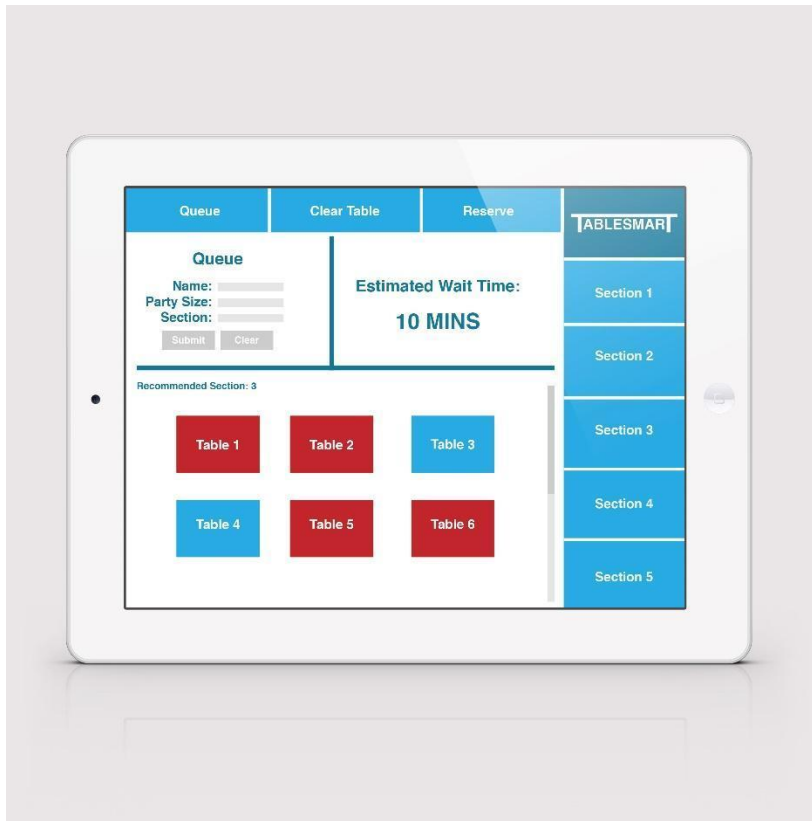 Queue
Clear Table
Reserve
TABLESMART
Queue
Name:
Party Size:
Section:
Submit
Clear
Estimated Wait Time:
10 MINS
Recommended Section: 3
Table 1
Table 2
Table 3
Table 4
Table 5
Table 6
Section 1
Section 2
Section 3
Section 4
Section 5